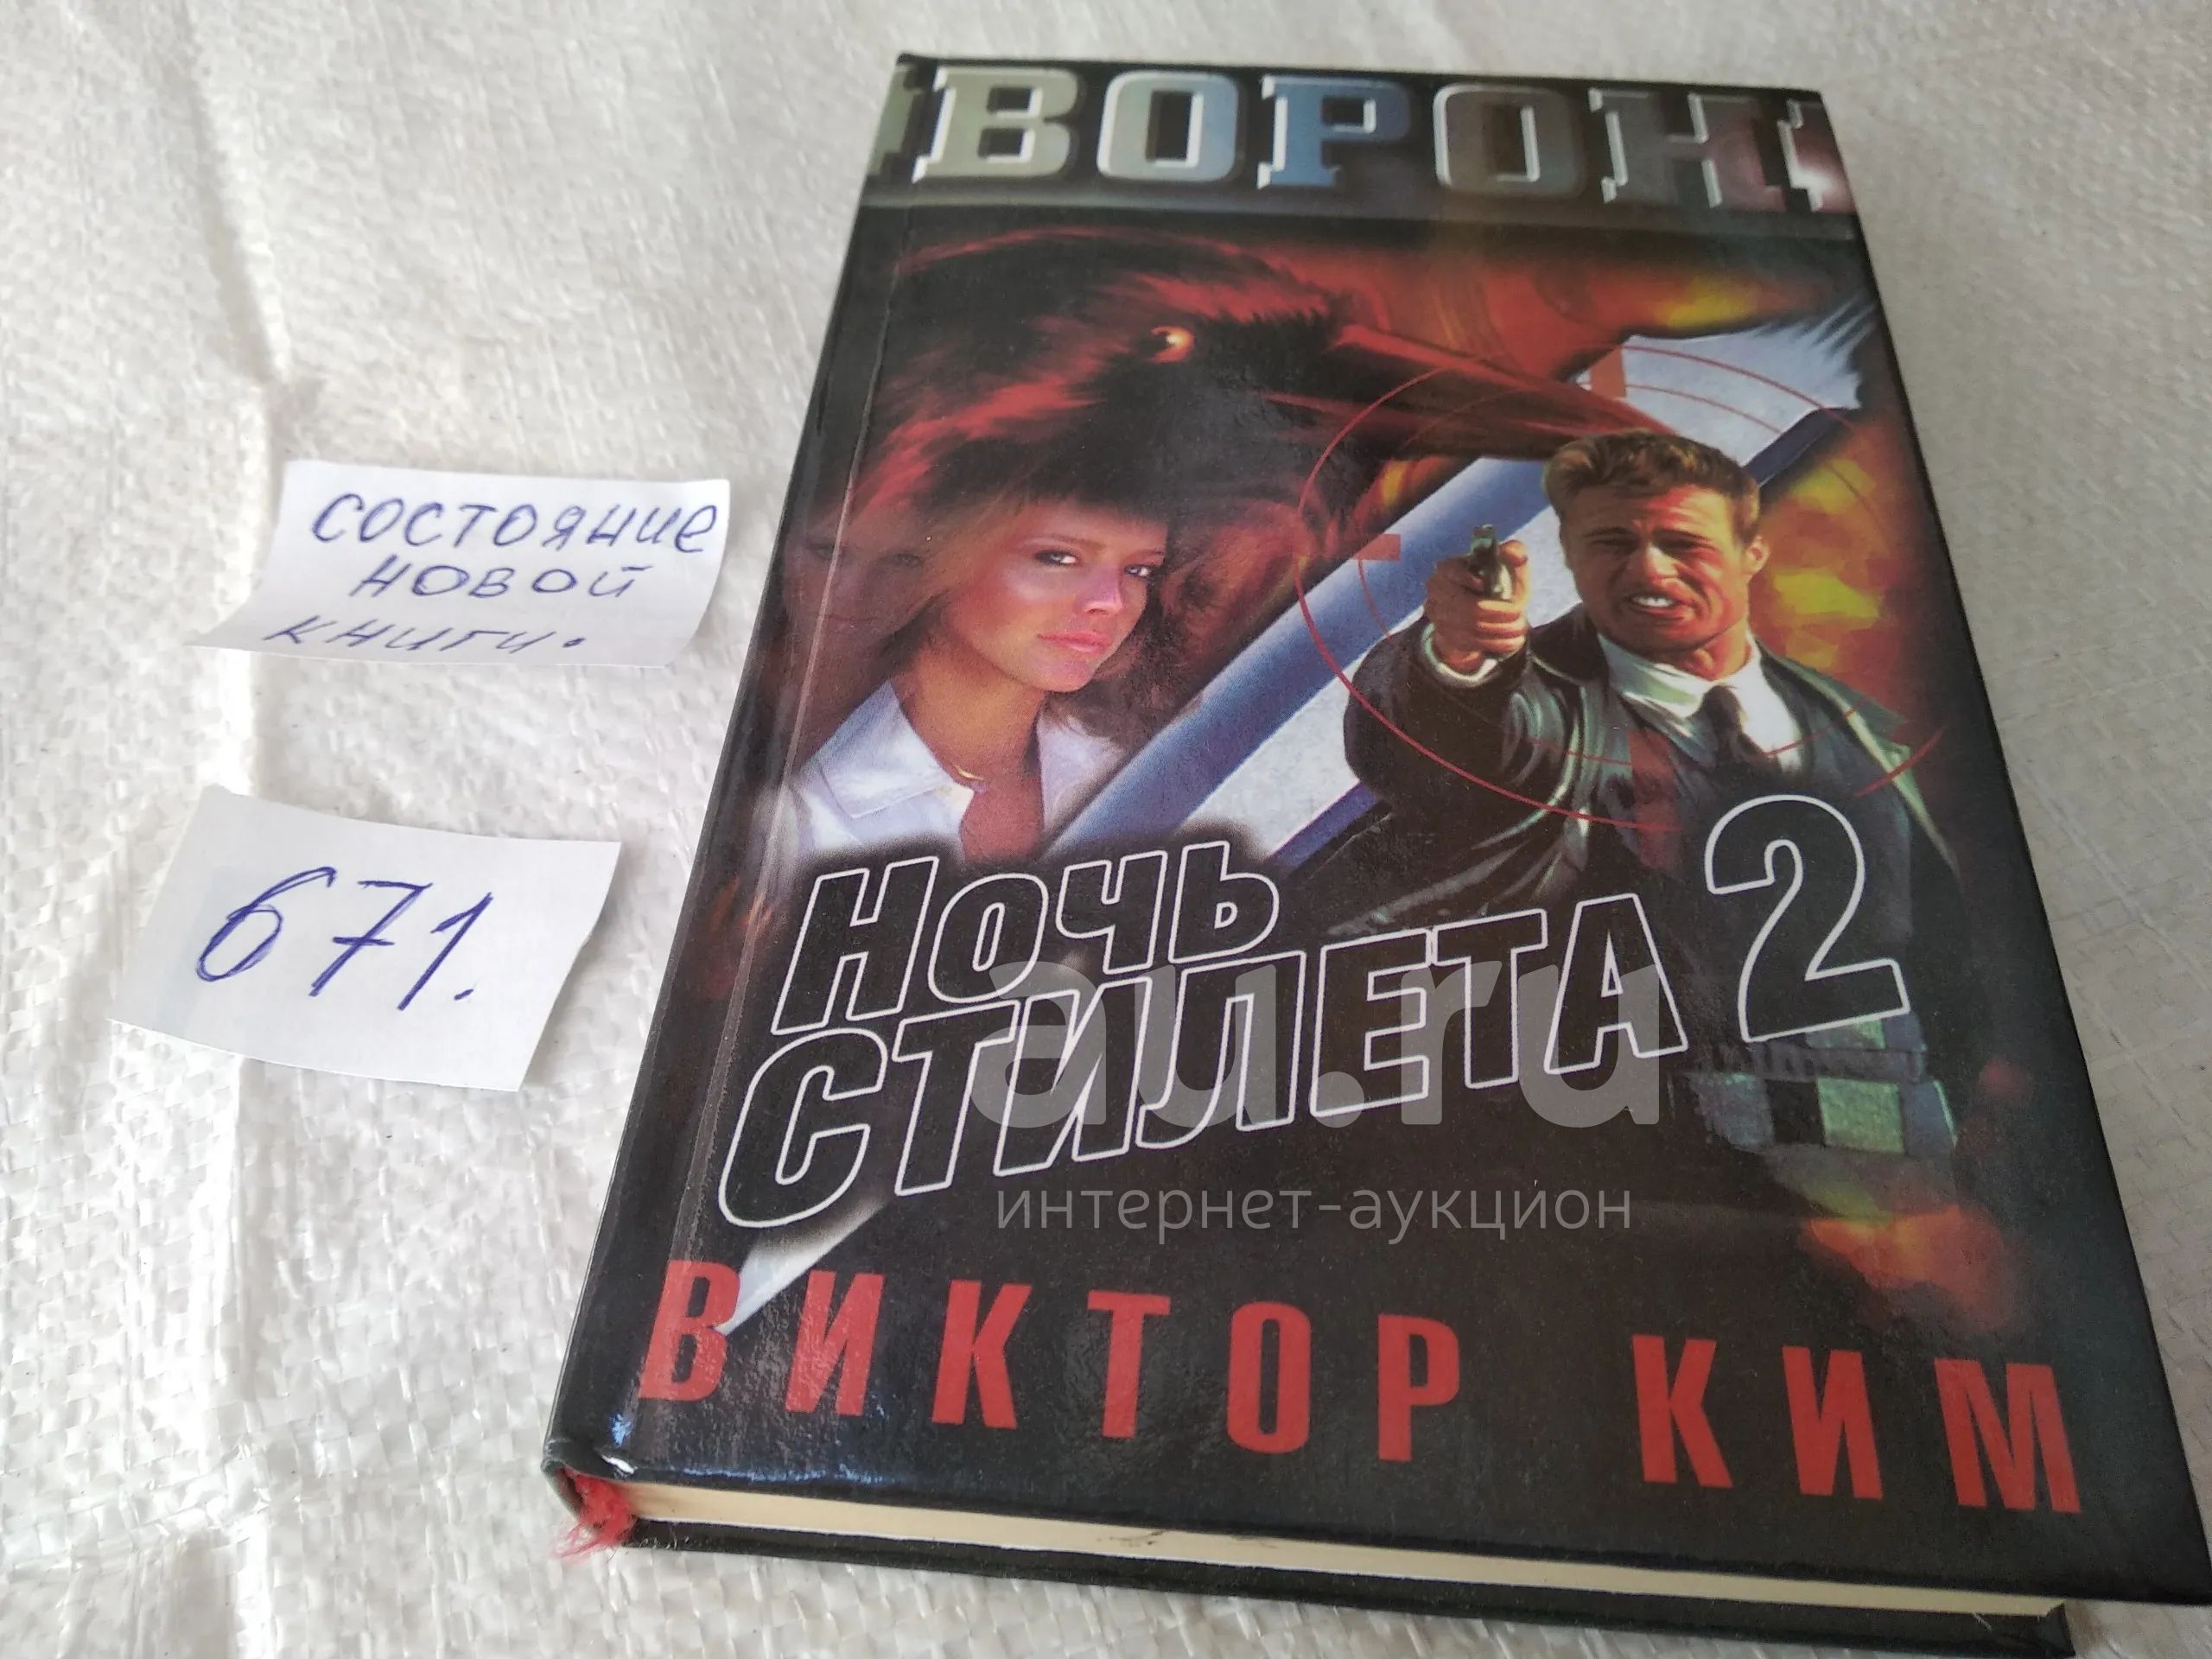 ВОРОН
СОСТОЯНИЕ
НОВОЙ
КНИГИ.
671.
НОЧЬ
СТИЛЕТА 2
au.ru
интернет-аукцион
ВИКТОР КИМ